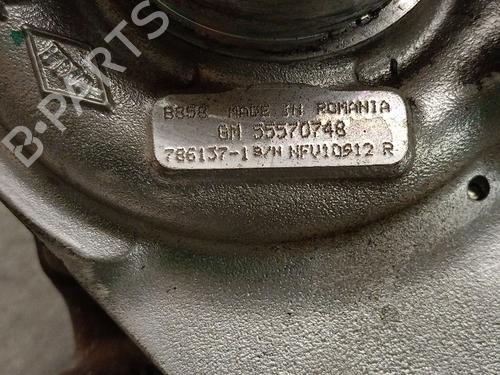 B-PARTS
B858 MADE IN ROMANIA
GM 55570748
786137-1 S/N NFV10912 R